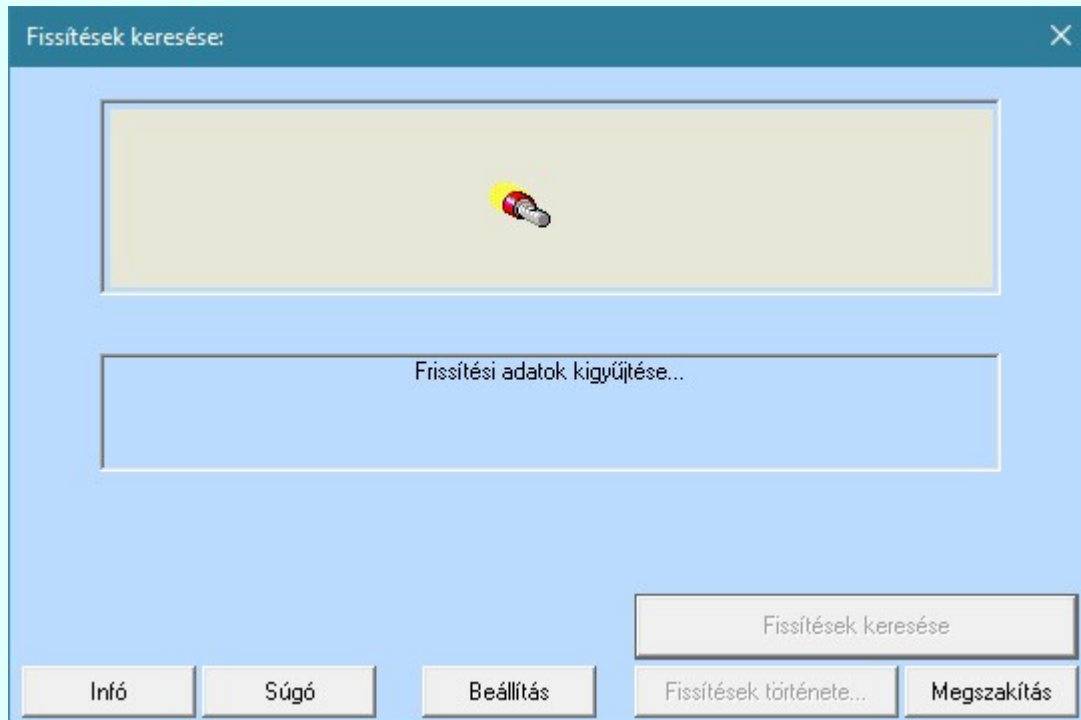 Fissítések keresése:
Frissítési adatok kigyűjtése...
Fissítések keresése
Infó
Súgó
Beállítás
Fissítések története...
Megszakítás